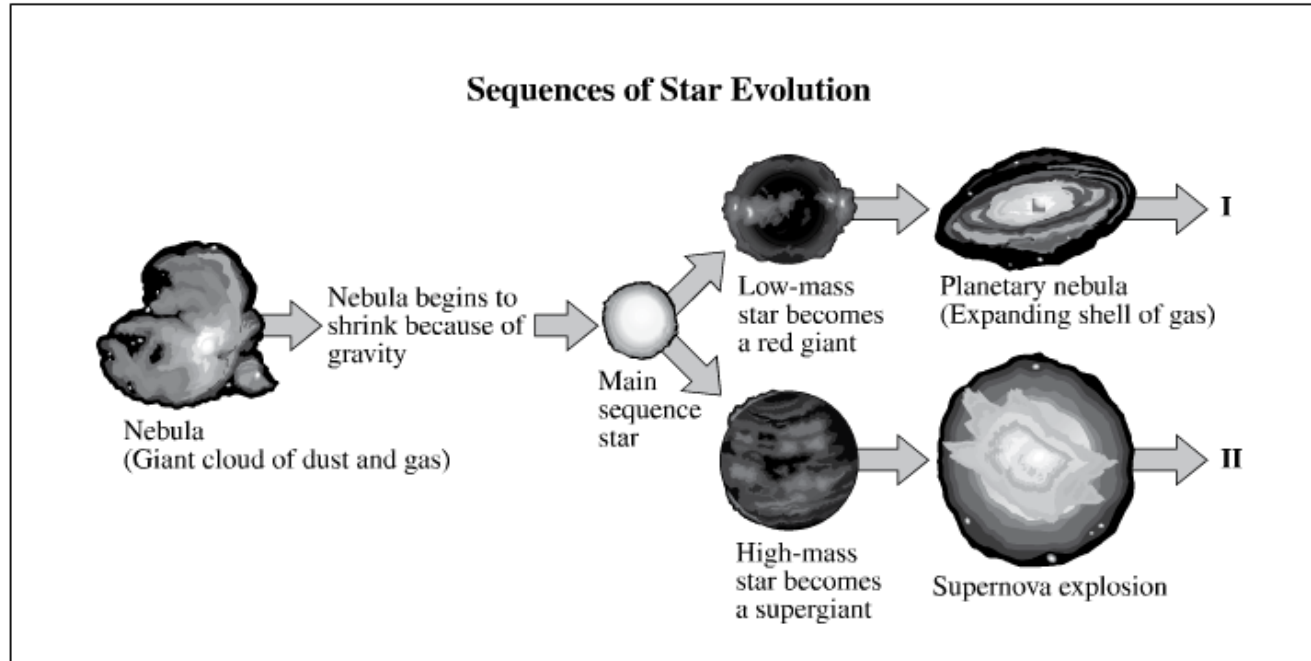 Sequences of Star Evolution
Nebula
(Giant cloud of dust and gas)
Nebula begins to
shrink because of
gravity
Main
sequence
star
Low-mass
star becomes
a red giant
Planetary nebula
(Expanding shell of gas)
I
High-mass
star becomes
a supergiant
Supernova explosion
II